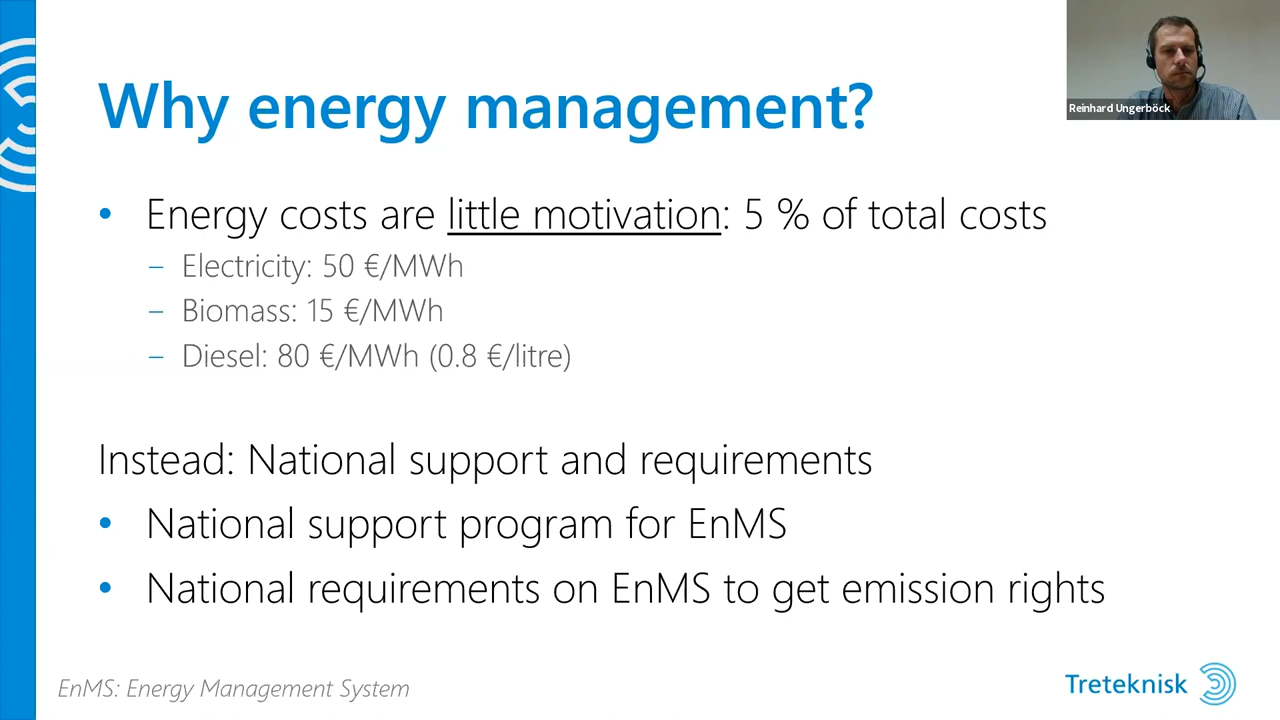 Why energy management?
Reinhard Ungerböck
• Energy costs are little motivation: 5 % of total costs
– Electricity: 50 €/MWh
– Biomass: 15 €/MWh
– Diesel: 80 €/MWh (0.8 €/litre)
Instead: National support and requirements
• National support program for EnMS
• National requirements on EnMS to get emission rights
EnMS: Energy Management System
Treteknisk